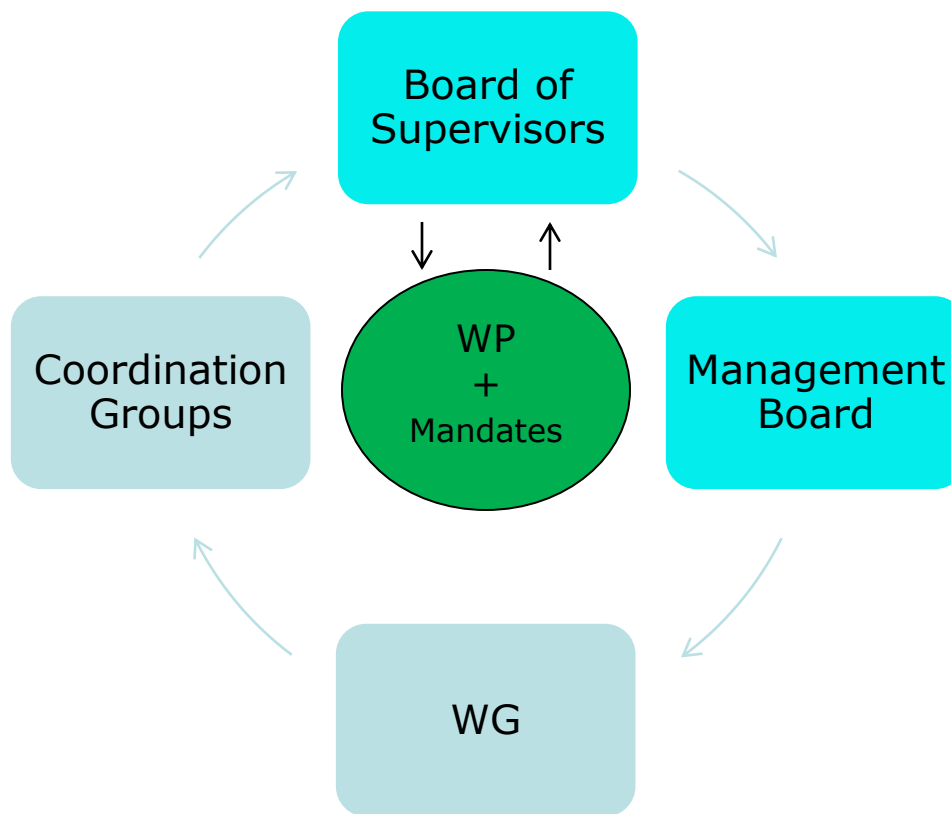 Board of
Supervisors
Coordination
Groups
WP
+
Mandates
Management
Board
WG